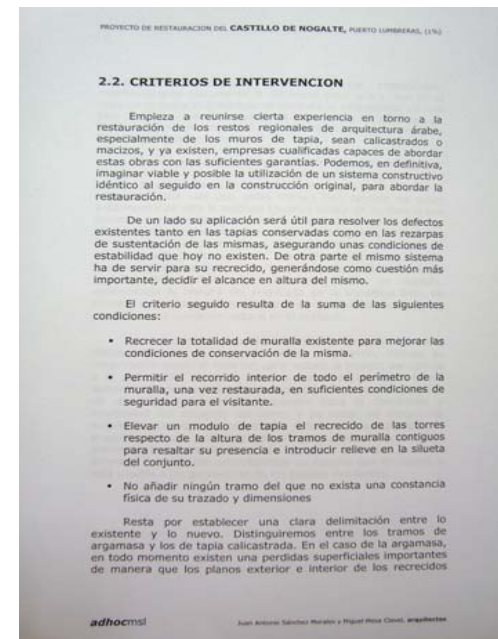 PROYECTO DE RESTAURACION DEL CASTILLO DE NOGALTE, PUERTO LUMBRERAS, (1%)
2.2. CRITERIOS DE INTERVENCION
Empieza a reunirse cierta experiencia en torno a la
restauración de los restos regionales de arquitectura árabe,
especialmente de los muros de tapia, sean calicastrados o
macizos, y ya existen, empresas cualificadas capaces de abordar
estas obras con las suficientes garantías. Podemos, en definitiva,
imaginar viable y posible la utilización de un sistema constructivo
idéntico al seguido en la construcción original, para abordar la
restauración.
De un lado su aplicación será útil para resolver los defectos
existentes tanto en las tapias conservadas como en las rezarpas
de sustentación de las mismas, asegurando unas condiciones de
estabilidad que hoy no existen. De otra parte el mismo sistema
ha de servir para su recrecido, generándose como cuestión más
importante, decidir el alcance en altura del mismo.
El criterio seguido resulta de la suma de las siguientes
condiciones:
• Recrecer la totalidad de muralla existente para mejorar las
condiciones de conservación de la misma.
• Permitir el recorrido interior de todo el perímetro de la
muralla, una vez restaurada, en suficientes condiciones de
seguridad para el visitante.
• Elevar un modulo de tapia el recrecido de las torres
respecto de la altura de los tramos de muralla contiguos
para resaltar su presencia e introducir relieve en la silueta
del conjunto.
• No añadir ningún tramo del que no exista una constancia
física de su trazado y dimensiones
Resta por establecer una clara delimitación entre lo
existente y lo nuevo. Distinguiremos entre los tramos de
argamasa y los de tapia calicastrada. En el caso de la argamasa,
en todo momento existen una perdidas superficiales importantes
de manera que los planos exterior e interior de los recrecidos
adhocmsl
Juan Antonio Sánchez Morales y Miguel Mesa Clavel, arquitectos